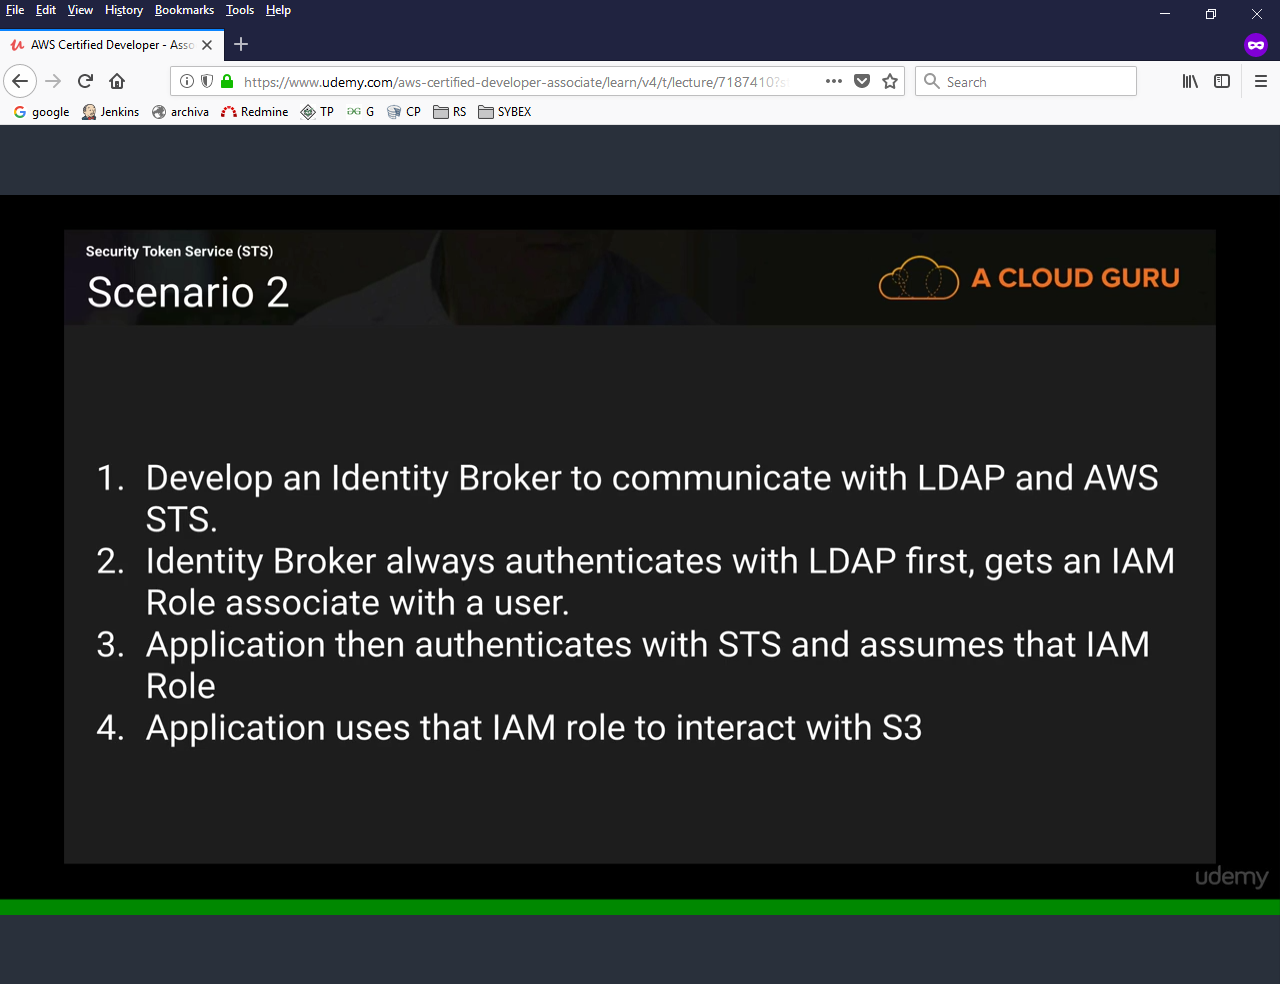 File Edit View History Bookmarks Tools Help
AWS Certified Developer - Asso
https://www.udemy.com/aws-certified-developer-associate/learn/v4/t/lecture/7187410?s
Search
google Jenkins archiva Redmine TP G CP RS SYBEX
Security Token Service (STS)
Scenario 2
A CLOUD GURU
1. Develop an Identity Broker to communicate with LDAP and AWS
STS.
2. Identity Broker always authenticates with LDAP first, gets an IAM
Role associate with a user.
3. Application then authenticates with STS and assumes that IAM
Role
4. Application uses that IAM role to interact with S3
udemy